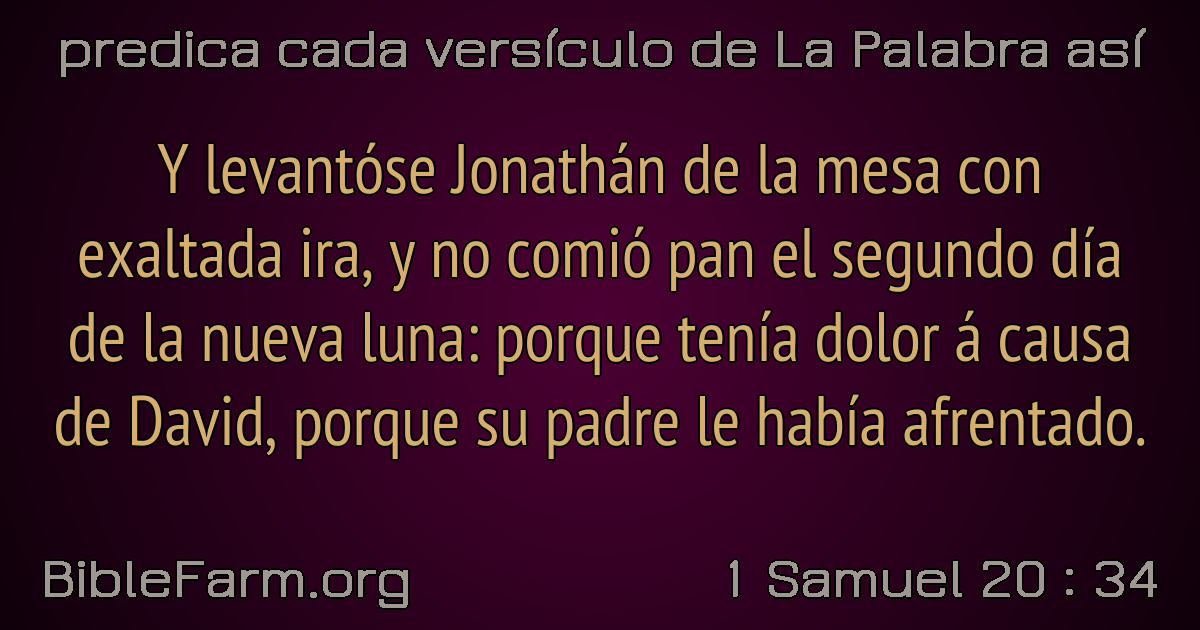 predica cada versículo de La Palabra así
Y levantóse Jonathán de la mesa con
exaltada ira, y no comió pan el segundo día
de la nueva luna: porque tenía dolor á causa
de David, porque su padre le había afrentado.
BibleFarm.org
1 Samuel 20 : 34